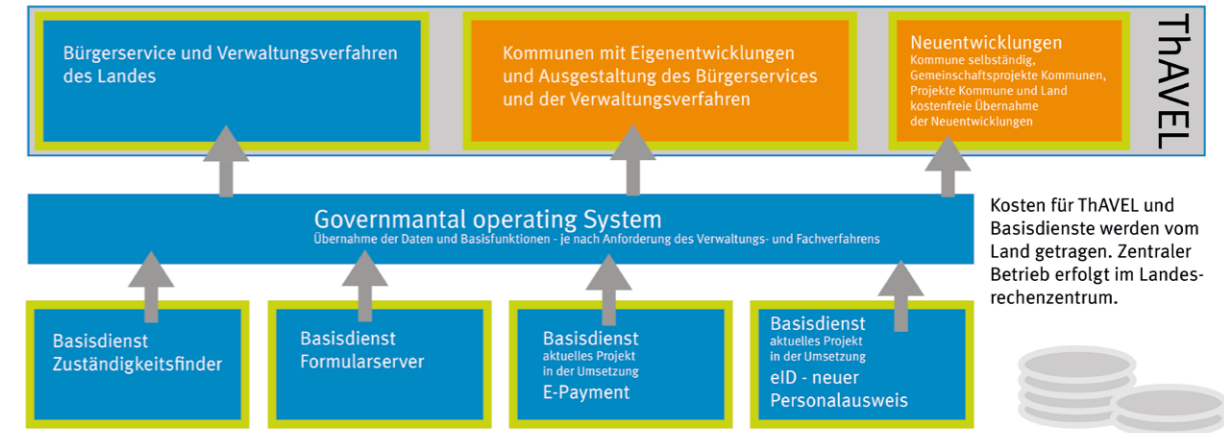 Bürgerservice und Verwaltungsverfahren
des Landes
Kommunen mit Eigenentwicklungen
und Ausgestaltung des Bürgerservices
und der Verwaltungsverfahren
Neuentwicklungen
Kommune selbständig,
Gemeinschaftsprojekte Kommunen,
Projekte Kommune und Land
kostenfreie Übernahme
der Neuentwicklungen
ThAVEL
Governmantal operating System
Übernahme der Daten und Basisfunktionen - je nach Anforderung des Verwaltungs- und Fachverfahrens
Kosten für ThAVEL und
Basisdienste werden vom
Land getragen. Zentraler
Betrieb erfolgt im Landes-
rechenzentrum.
Basisdienst
Zuständigkeitsfinder
Basisdienst
Formularserver
Basisdienst
aktuelles Projekt
in der Umsetzung
E-Payment
Basisdienst
aktuelles Projekt
in der Umsetzung
eID - neuer
Personalausweis